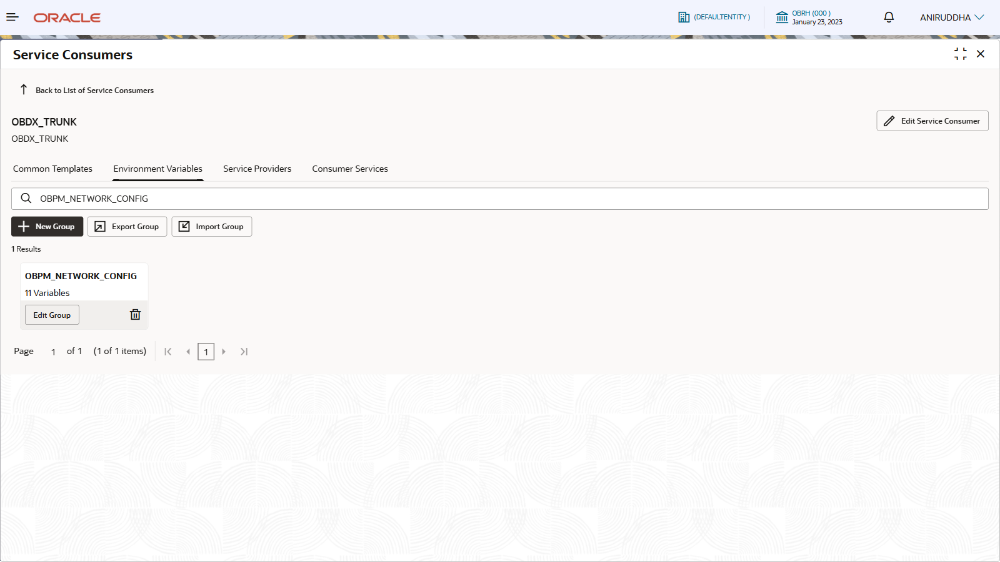 ORACLE
(DEFAULTENTITY )
OBRH (000 )
January 23, 2023
ANIRUDDHA
Service Consumers
Back to List of Service Consumers
OBDX_TRUNK
Edit Service Consumer
OBDX_TRUNK
Common Templates Environment Variables Service Providers Consumer Services
OBPM_NETWORK_CONFIG
New Group Export Group Import Group
1 Results
OBPM_NETWORK_CONFIG
11 Variables
Edit Group
Page 1 of 1 (1 of 1 items) 1